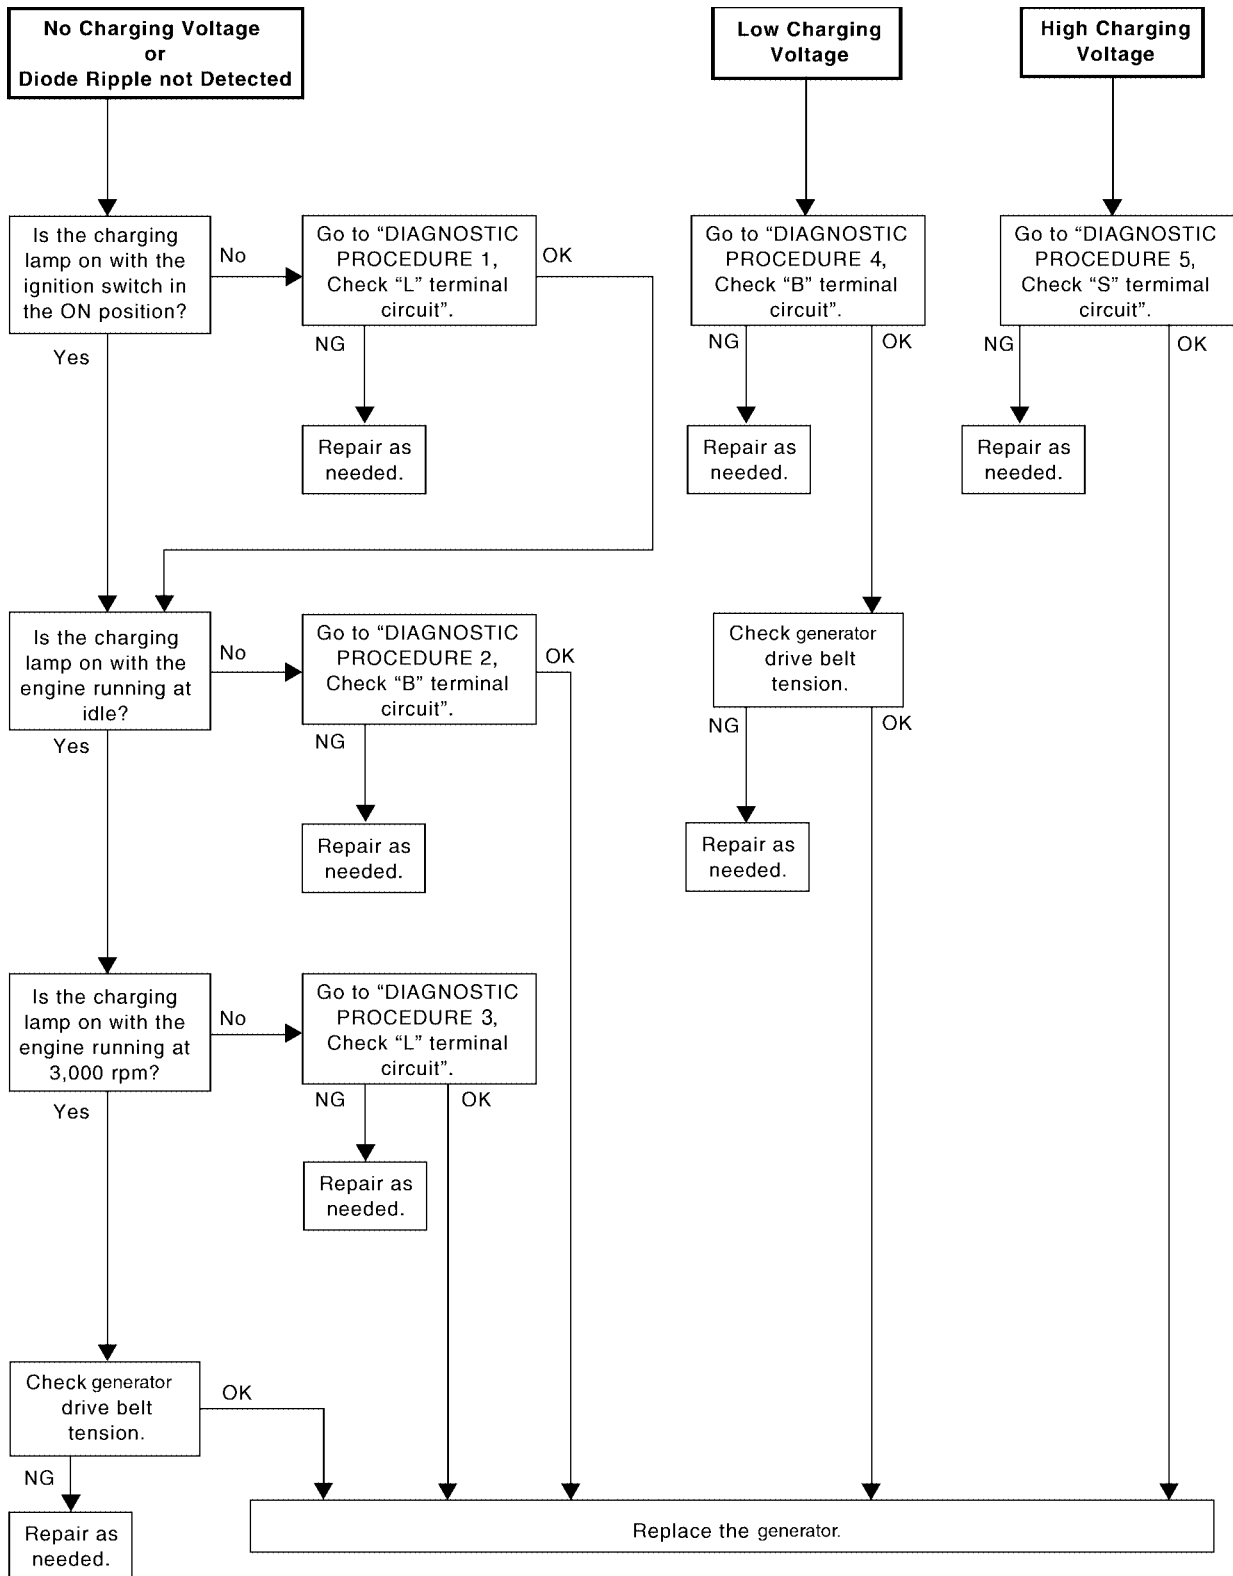 No Charging Voltage
or
Diode Ripple not Detected
Low Charging
Voltage
High Charging
Voltage
Is the charging
lamp on with the
ignition switch in
the ON position?
No
Go to “DIAGNOSTIC
PROCEDURE 1,
Check “L” terminal
circuit”.
OK
Go to “DIAGNOSTIC
PROCEDURE 4,
Check “B” terminal
circuit”.
Go to “DIAGNOSTIC
PROCEDURE 5,
Check “S” termimal
circuit”.
Yes
NG
NG
OK
NG
OK
Repair as
needed.
Repair as
needed.
Repair as
needed.
Is the charging
lamp on with the
engine running at
idle?
No
Go to “DIAGNOSTIC
PROCEDURE 2,
Check “B” terminal
circuit”.
OK
Check generator
drive belt
tension.
Yes
NG
NG
OK
Repair as
needed.
Repair as
needed.
Is the charging
lamp on with the
engine running at
3,000 rpm?
No
Go to “DIAGNOSTIC
PROCEDURE 3,
Check “L” terminal
circuit”.
Yes
NG
OK
Repair as
needed.
Check generator
drive belt
tension.
OK
NG
Repair as
needed.
Replace the generator.